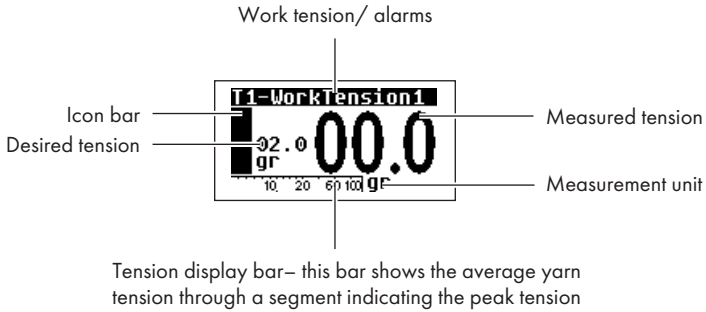 Work tension/ alarms
T1-WorkTension1
Icon bar
Desired tension
02.0
gr
00.0
Measured tension
10 20 60 100 gr
Measurement unit
Tension display bar– this bar shows the average yarn
tension through a segment indicating the peak tension